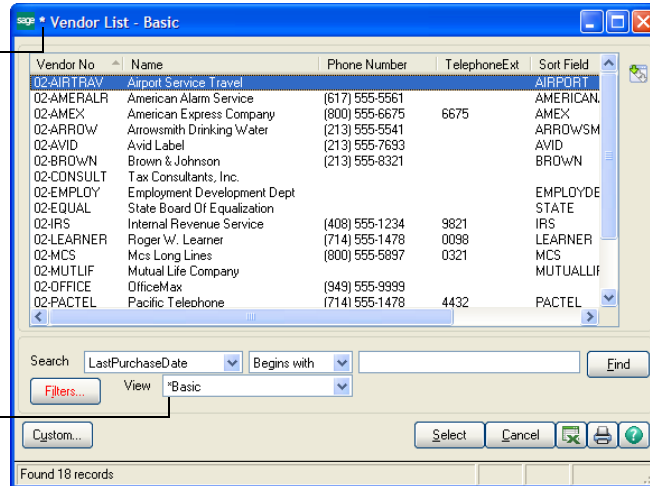 sage * Vendor List - Basic
Vendor No Name Phone Number TelephoneExt Sort Field
02-AIRTRAV Airport Service Travel AIRPORT
02-AMERALR American Alarm Service (617) 555-5561 AMERICAN.
02-AMEX American Express Company (800) 555-6675 6675 AMEX
02-ARROW Arrowsmith Drinking Water (213) 555-5541 ARROWSM
02-AVID Avid Label (213) 555-7693 AVID
02-BROWN Brown & Johnson (213) 555-8321 BROWN
02-CONSULT Tax Consultants, Inc.
02-EMPLOY Employment Development Dept EMPLOYDE
02-EQUAL State Board Of Equalization STATE
02-IRS Internal Revenue Service (408) 555-1234 9821 IRS
02-LEARNER Roger W. Learner (714) 555-1478 0098 LEARNER
02-MCS Mcs Long Lines (800) 555-5897 0321 MCS
02-MUTLIF Mutual Life Company MUTUALLIF
02-OFFICE OfficeMax (949) 555-9999
02-PACTEL Pacific Telephone (714) 555-1478 4432 PACTEL
Search LastPurchaseDate Begins with Find
Filters... View *Basic
Custom... Select Cancel
Found 18 records